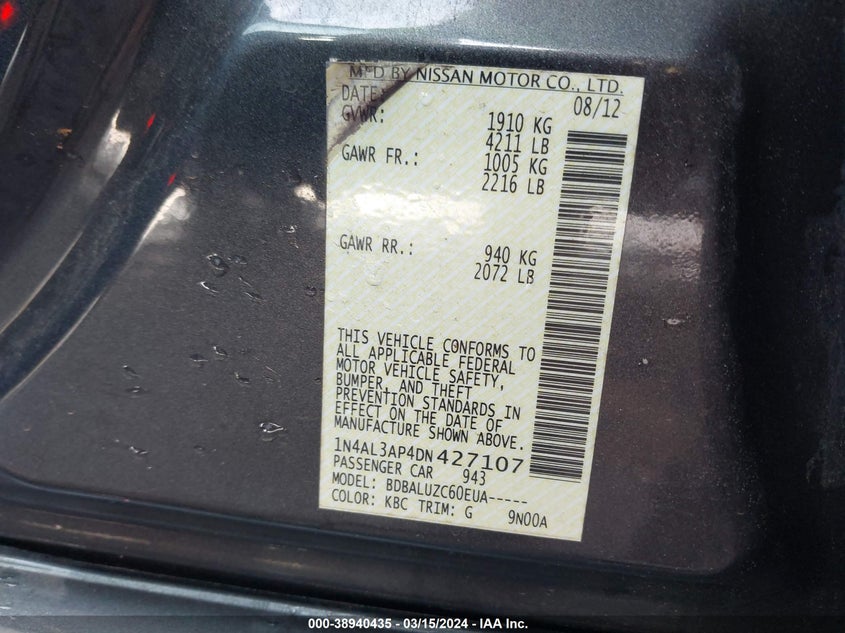 MFD BY NISSAN MOTOR CO., LTD.
DATE: 08/12
GVWR: 1910 KG
4211 LB
GAWR FR.: 1005 KG
2216 LB
GAWR RR.: 940 KG
2072 LB
THIS VEHICLE CONFORMS TO
ALL APPLICABLE FEDERAL
MOTOR VEHICLE SAFETY,
BUMPER, AND THEFT
PREVENTION STANDARDS IN
EFFECT ON THE DATE OF
MANUFACTURE SHOWN ABOVE.
1N4AL3AP4DN427107
PASSENGER CAR 943
MODEL: BDBALUZC60EUA-----
COLOR: KBC TRIM: G 9N00A
000-38940435 - 03/15/2024 - IAA Inc.